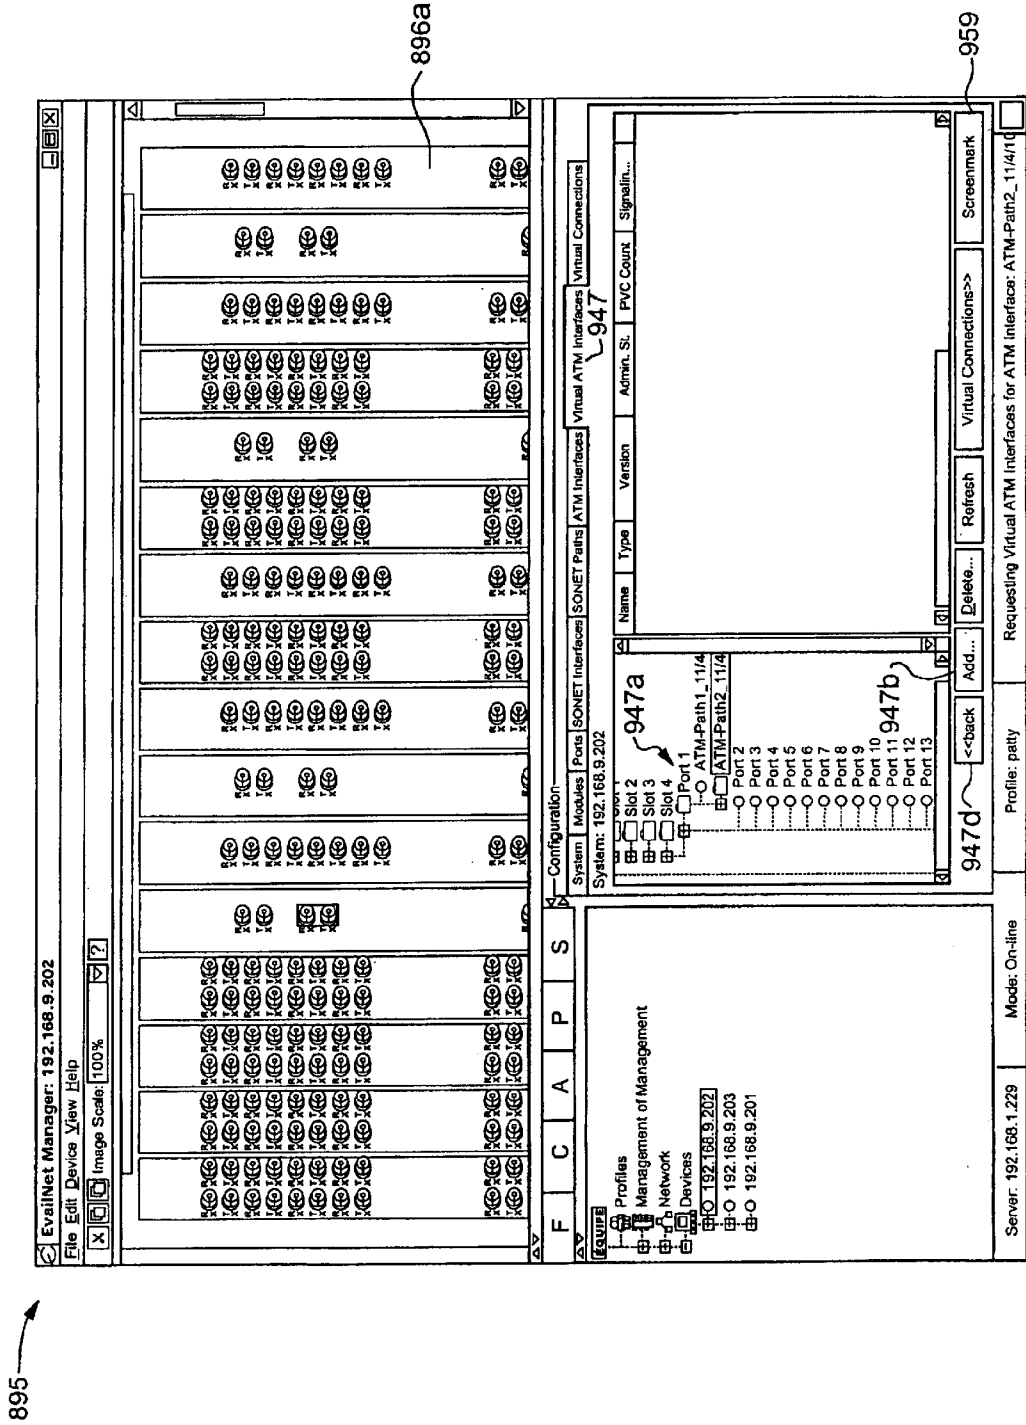 895
EvailNet Manager: 192.168.9.202
File Edit Device View Help
Image Scale: 100%
?
896a
F C A P S
EQUIPE
Profiles
Management of Management
Network
Devices
192.168.9.202
192.168.9.203
192.168.9.201
Configuration
System Modules Ports SONET Interfaces SONET Paths ATM Interfaces Virtual ATM Interfaces Virtual Connections
947
System: 192.168.9.202
Slot 2
Slot 3
Slot 4
Port 1
947a
ATM-Path1_11/4
ATM-Path2_11/4
Port 2
Port 3
Port 4
Port 5
Port 6
Port 7
Port 8
Port 9
Port 10
Port 11
Port 12
Port 13
947b
947d
Name Type Version Admin. St. PVC Count Signalin...
<<back Add... Delete... Refresh Virtual Connections>> Screenmark
959
Server: 192.168.1.229 Mode: On-line Profile: patty Requesting Virtual ATM Interfaces for ATM Interface: ATM-Path2_11/4/10